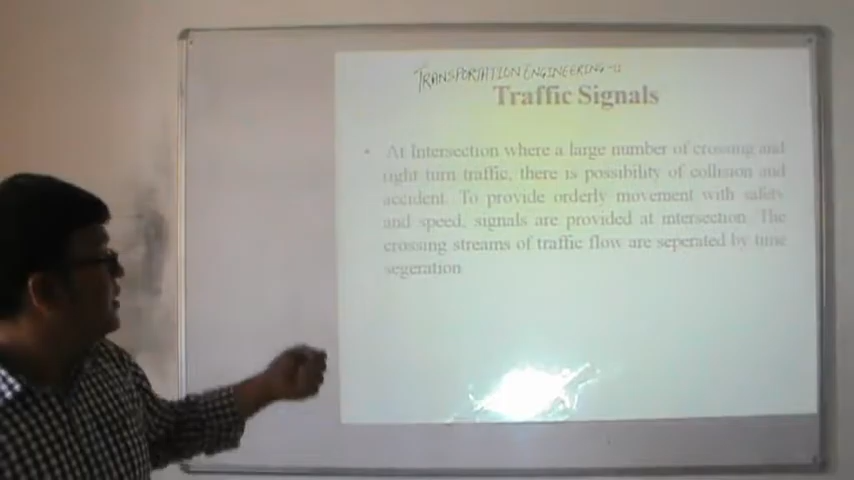 TRANSPORTATION ENGINEERING-II
Traffic Signals
• At Intersection where a large number of crossing and
right turn traffic, there is possibility of collision and
accident. To provide orderly movement with safety
and speed, signals are provided at intersection. The
crossing streams of traffic flow are seperated by time
segeration